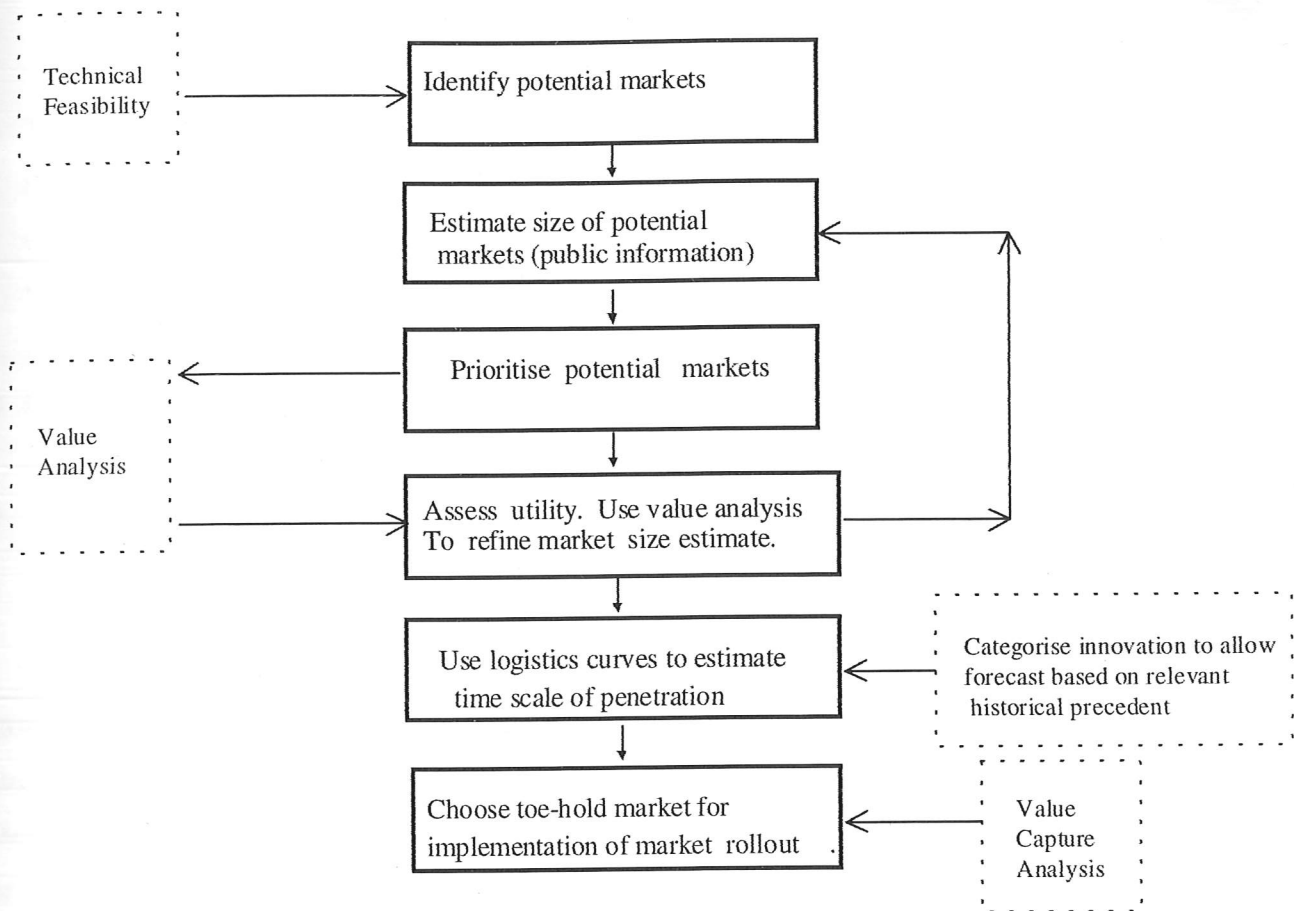 Technical
Feasibility
Identify potential markets
Estimate size of potential
markets (public information)
Prioritise potential markets
Value
Analysis
Assess utility. Use value analysis
To refine market size estimate.
Use logistics curves to estimate
time scale of penetration
Categorise innovation to allow
forecast based on relevant
historical precedent
Choose toe-hold market for
implementation of market rollout .
Value
Capture
Analysis